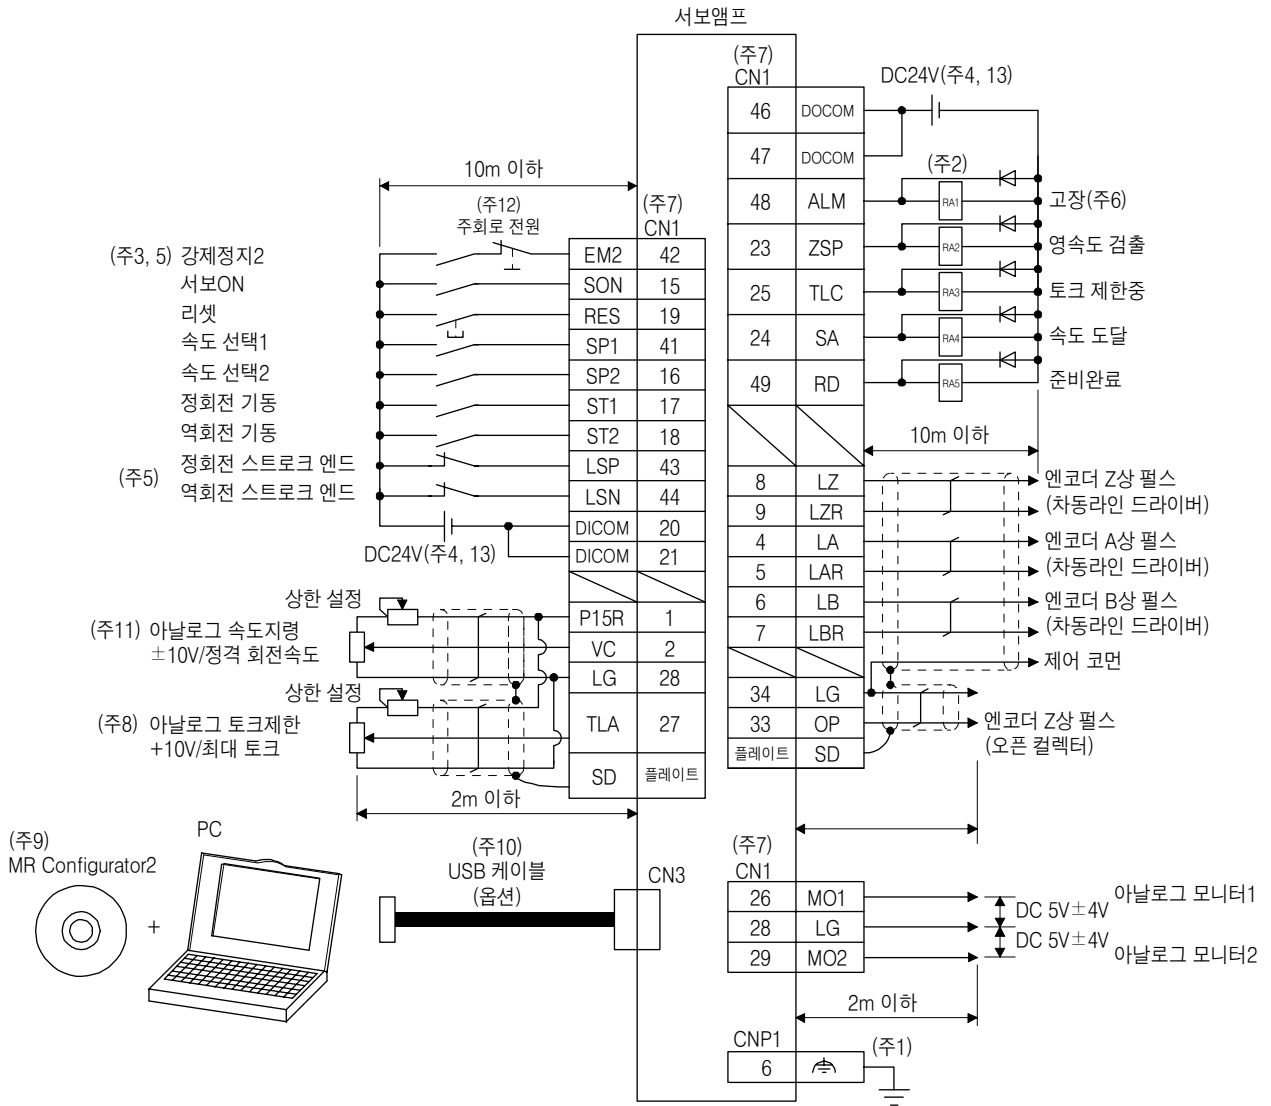 서보앰프
(주7)
CN1
DC24V(주4, 13)
46 DOCOM
47 DOCOM
(주2)
48 ALM RA1 고장(주6)
23 ZSP RA2 영속도 검출
25 TLC RA3 토크 제한중
24 SA RA4 속도 도달
49 RD RA5 준비완료
10m 이하
8 LZ 엔코더 Z상 펄스
9 LZR (차동라인 드라이버)
4 LA 엔코더 A상 펄스
5 LAR (차동라인 드라이버)
6 LB 엔코더 B상 펄스
7 LBR (차동라인 드라이버)
제어 코먼
34 LG
33 OP 엔코더 Z상 펄스
(오픈 컬렉터)
플레이트 SD
10m 이하
(주12)
주회로 전원
(주7)
CN1
(주3, 5) 강제정지2 EM2 42
서보ON SON 15
리셋 RES 19
속도 선택1 SP1 41
속도 선택2 SP2 16
정회전 기동 ST1 17
역회전 기동 ST2 18
정회전 스트로크 엔드 LSP 43
(주5)
역회전 스트로크 엔드 LSN 44
DICOM 20
DC24V(주4, 13) DICOM 21
상한 설정
P15R 1
(주11) 아날로그 속도지령
±10V/정격 회전속도
VC 2
LG 28
상한 설정
(주8) 아날로그 토크제한
+10V/최대 토크
TLA 27
SD 플레이트
2m 이하
(주9)
MR Configurator2
+
PC
(주10)
USB 케이블
(옵션)
CN3
(주7)
CN1
26 MO1 아날로그 모니터1
DC 5V±4V
28 LG
DC 5V±4V
29 MO2 아날로그 모니터2
2m 이하
CNP1
6 (주1)